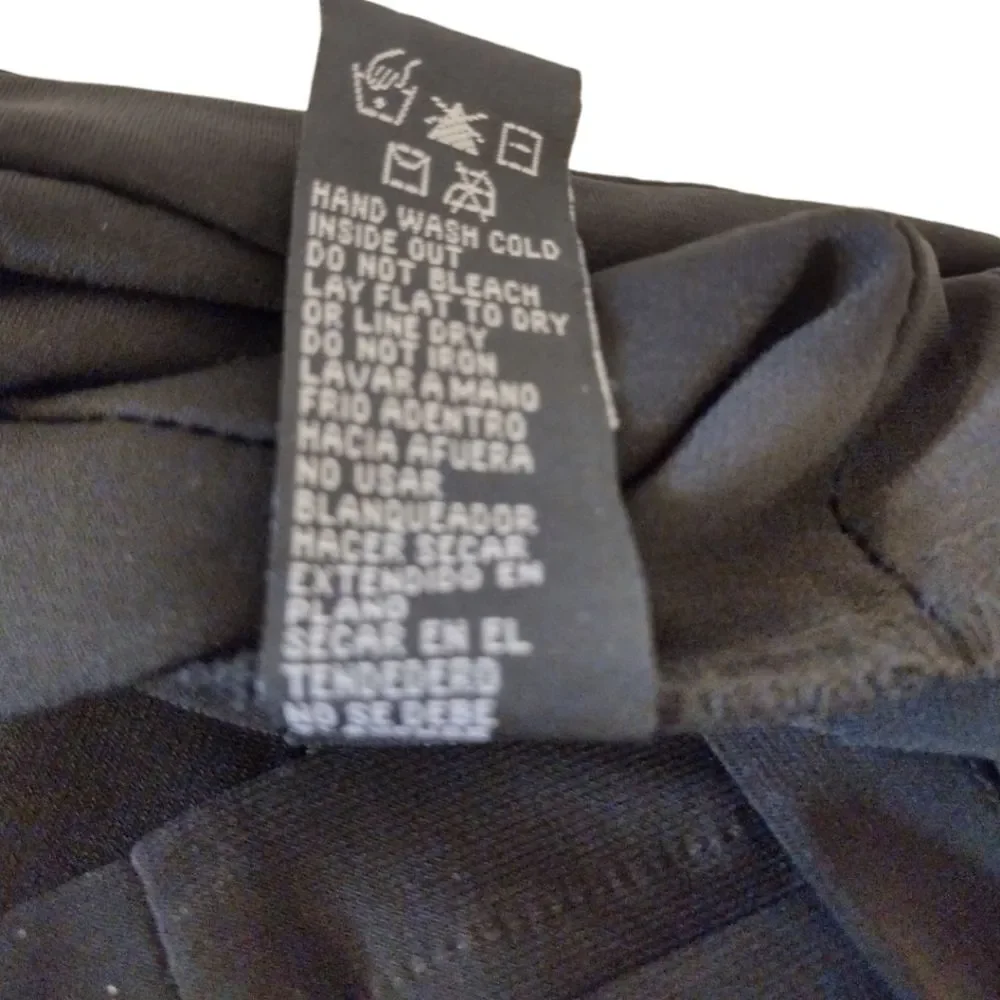 HAND WASH COLD
INSIDE OUT
DO NOT BLEACH
LAY FLAT TO DRY
OR LINE DRY
DO NOT IRON
LAVAR A MANO
FRIO ADENTRO
HACIA AFUERA
NO USAR
BLANQUEADOR
HACER SECAR
EXTENDIDO EN
PLANO
SECAR EN EL
TENDEDERO
NO SE DEBE